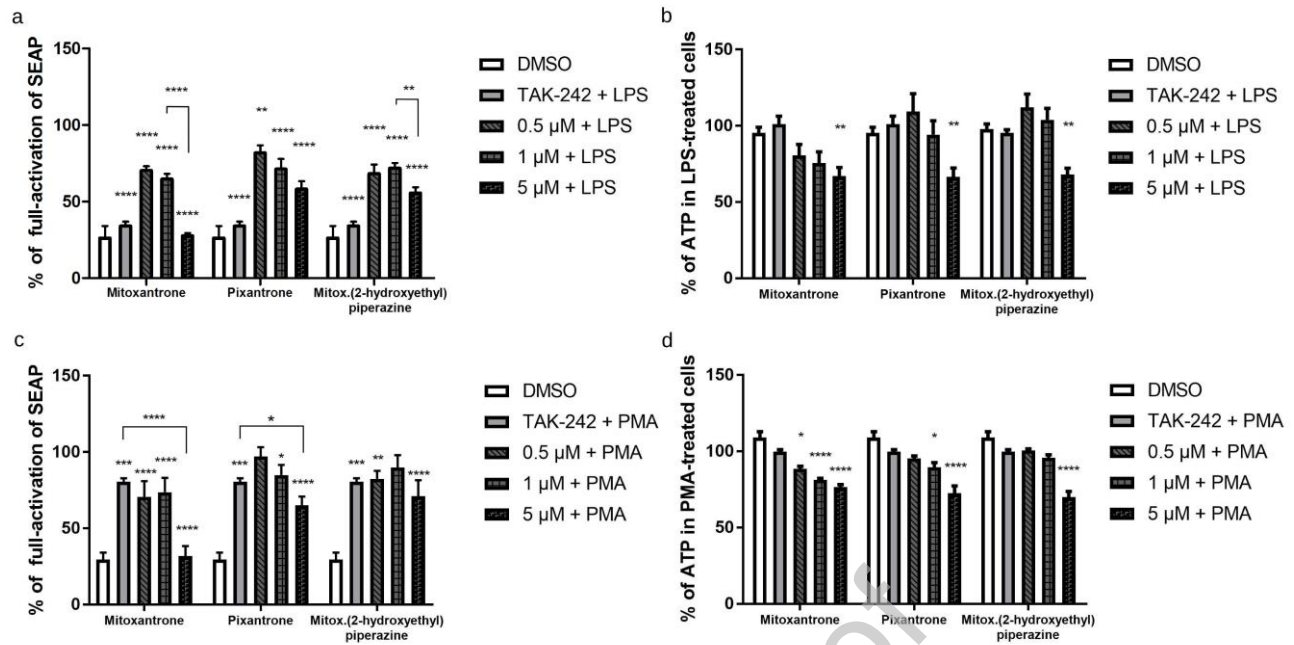 a
% of full-activation of SEAP
150
100
50
0
****
****
****
****
****
**
****
****
****
**
****
****
****
****
Mitoxantrone
Pixantrone
Mitox.(2-hydroxyethyl)
piperazine
DMSO
TAK-242 + LPS
0.5 µM + LPS
1 µM + LPS
5 µM + LPS
b
% of ATP in LPS-treated cells
150
100
50
0
**
**
**
Mitoxantrone
Pixantrone
Mitox.(2-hydroxyethyl)
piperazine
DMSO
TAK-242 + LPS
0.5 µM + LPS
1 µM + LPS
5 µM + LPS
c
% of full-activation of SEAP
150
100
50
0
****
***
****
****
****
*
***
*
****
***
**
****
Mitoxantrone
Pixantrone
Mitox.(2-hydroxyethyl)
piperazine
DMSO
TAK-242 + PMA
0.5 µM + PMA
1 µM + PMA
5 µM + PMA
d
% of ATP in PMA-treated cells
150
100
50
0
*
****
****
*
****
****
Mitoxantrone
Pixantrone
Mitox.(2-hydroxyethyl)
piperazine
DMSO
TAK-242 + PMA
0.5 µM + PMA
1 µM + PMA
5 µM + PMA